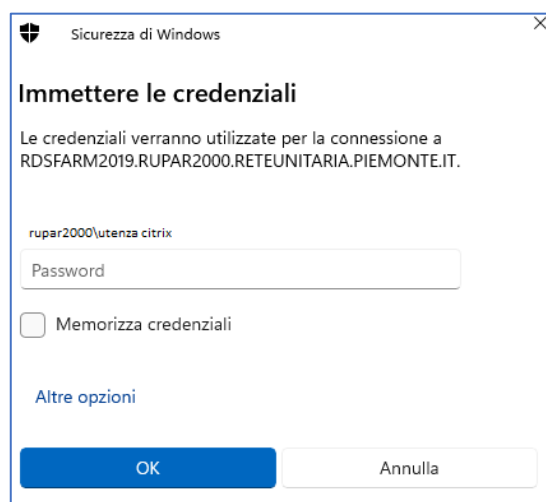 Sicurezza di Windows
Immettere le credenziali
Le credenziali verranno utilizzate per la connessione a
RDSFARM2019.RUPAR2000.RETEUNITARIA.PIEMONTE.IT.
rupar2000\utenza citrix
Password
Memorizza credenziali
Altre opzioni
OK
Annulla